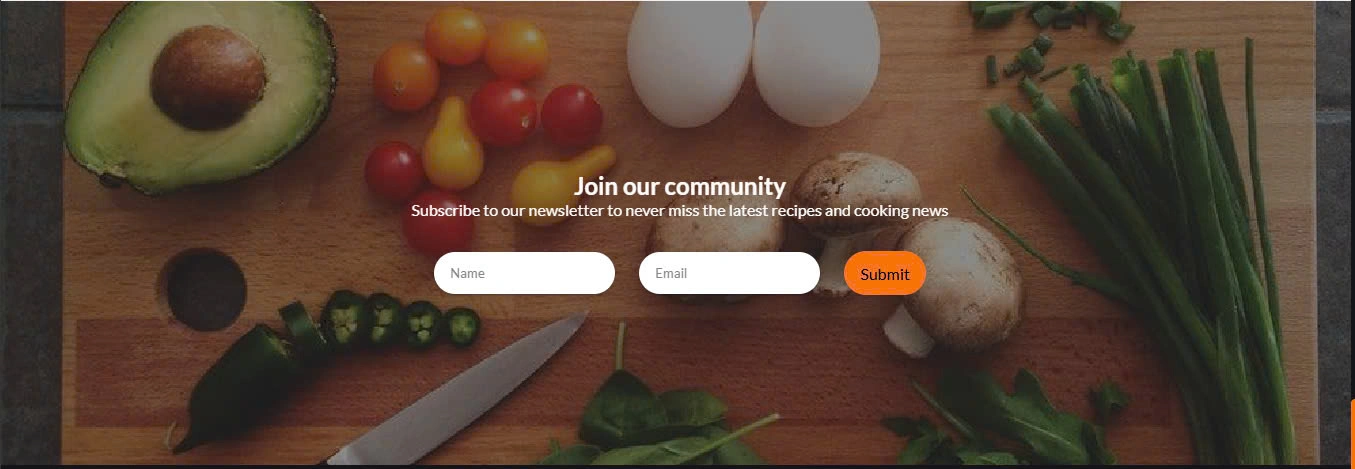 Join our community
Subscribe to our newsletter to never miss the latest recipes and cooking news
Name Email Submit